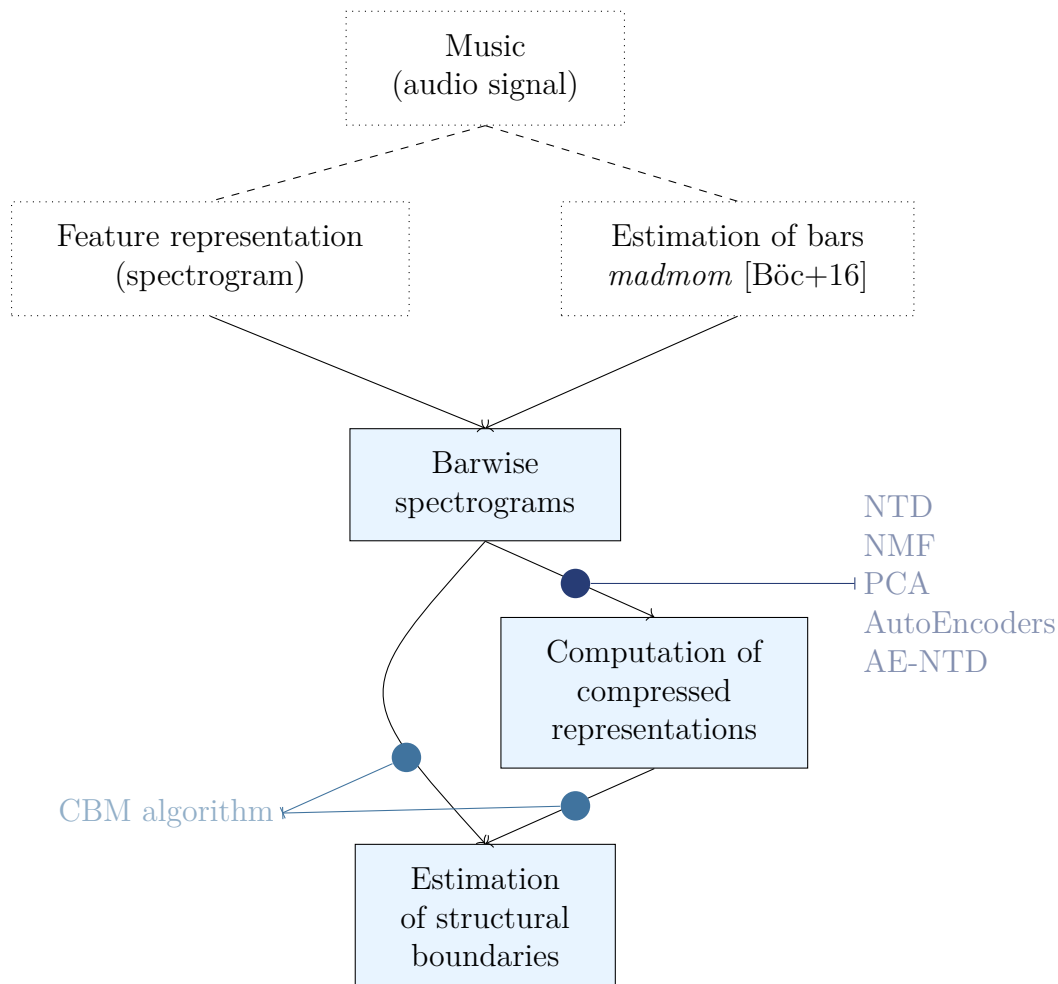 Music
(audio signal)
Feature representation
(spectrogram)
Estimation of bars
madmom [Böc+16]
Barwise
spectrograms
NTD
NMF
PCA
AutoEncoders
AE-NTD
Computation of
compressed
representations
CBM algorithm
Estimation
of structural
boundaries